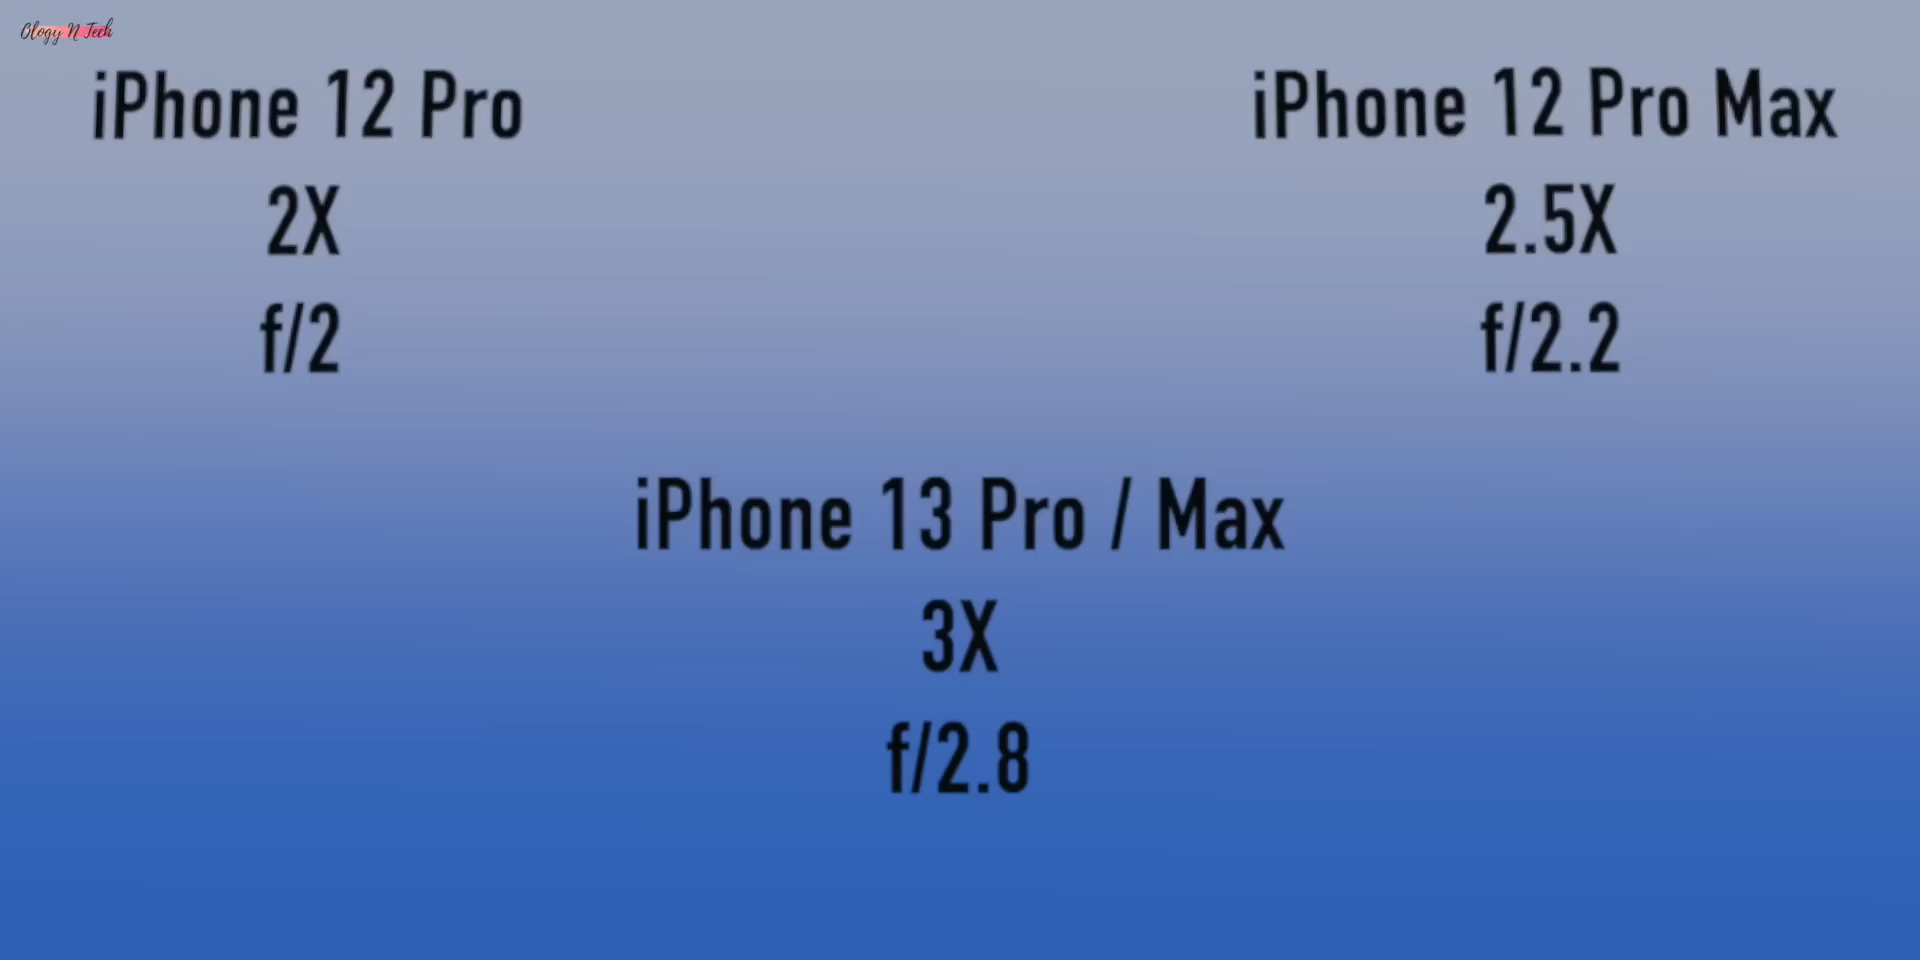 Ology N Tech
iPhone 12 Pro
2X
f/2
iPhone 12 Pro Max
2.5X
f/2.2
iPhone 13 Pro / Max
3X
f/2.8